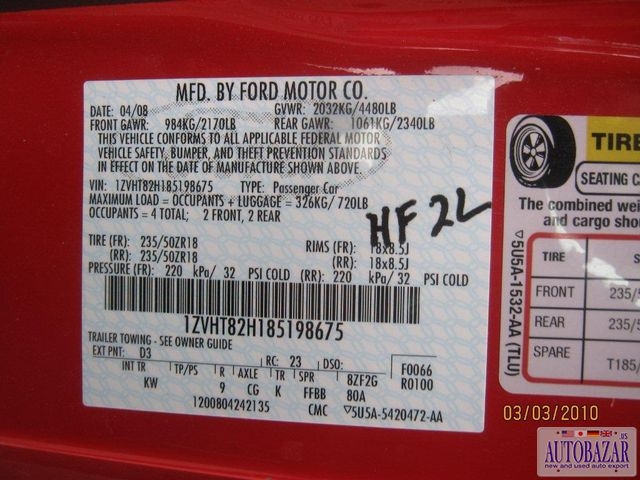 MFD. BY FORD MOTOR CO.
DATE: 04/08 GVWR: 2032KG/4480LB
FRONT GAWR: 984KG/2170LB REAR GAWR: 1061KG/2340LB
THIS VEHICLE CONFORMS TO ALL APPLICABLE FEDERAL MOTOR
VEHICLE SAFETY, BUMPER, AND THEFT PREVENTION STANDARDS
IN EFFECT ON THE DATE OF MANUFACTURE SHOWN ABOVE.
VIN: 1ZVHT82H185198675 TYPE: Passenger Car
MAXIMUM LOAD = OCCUPANTS + LUGGAGE = 326KG/720LB
OCCUPANTS = 4 TOTAL; 2 FRONT, 2 REAR
HF 2L
TIRE (FR): 235/50ZR18 RIMS (FR): 18x8.5J
(RR): 235/50ZR18 (RR): 18x8.5J
PRESSURE (FR): 220 kPa/ 32 PSI COLD (RR): 220 kPa/ 32 PSI COLD
1ZVHT82H185198675
TRAILER TOWING - SEE OWNER GUIDE
EXT PNT: D3 RC: 23 DSO: F0066
INT TR TP/PS R AXLE TR SPR 8ZF2G R0100
KW 9 CG K FFBB 80A
1200804242135 CMC ▽5U5A-5420472-AA
TIRE
SEATING CA
The combined wei
and cargo sho
TIRE S
FRONT 235/5
REAR 235/5
SPARE T185/
▽5U5A-1532-AA (TLU)
03/03/2010
AUTOBAZAR.US
new and used auto export